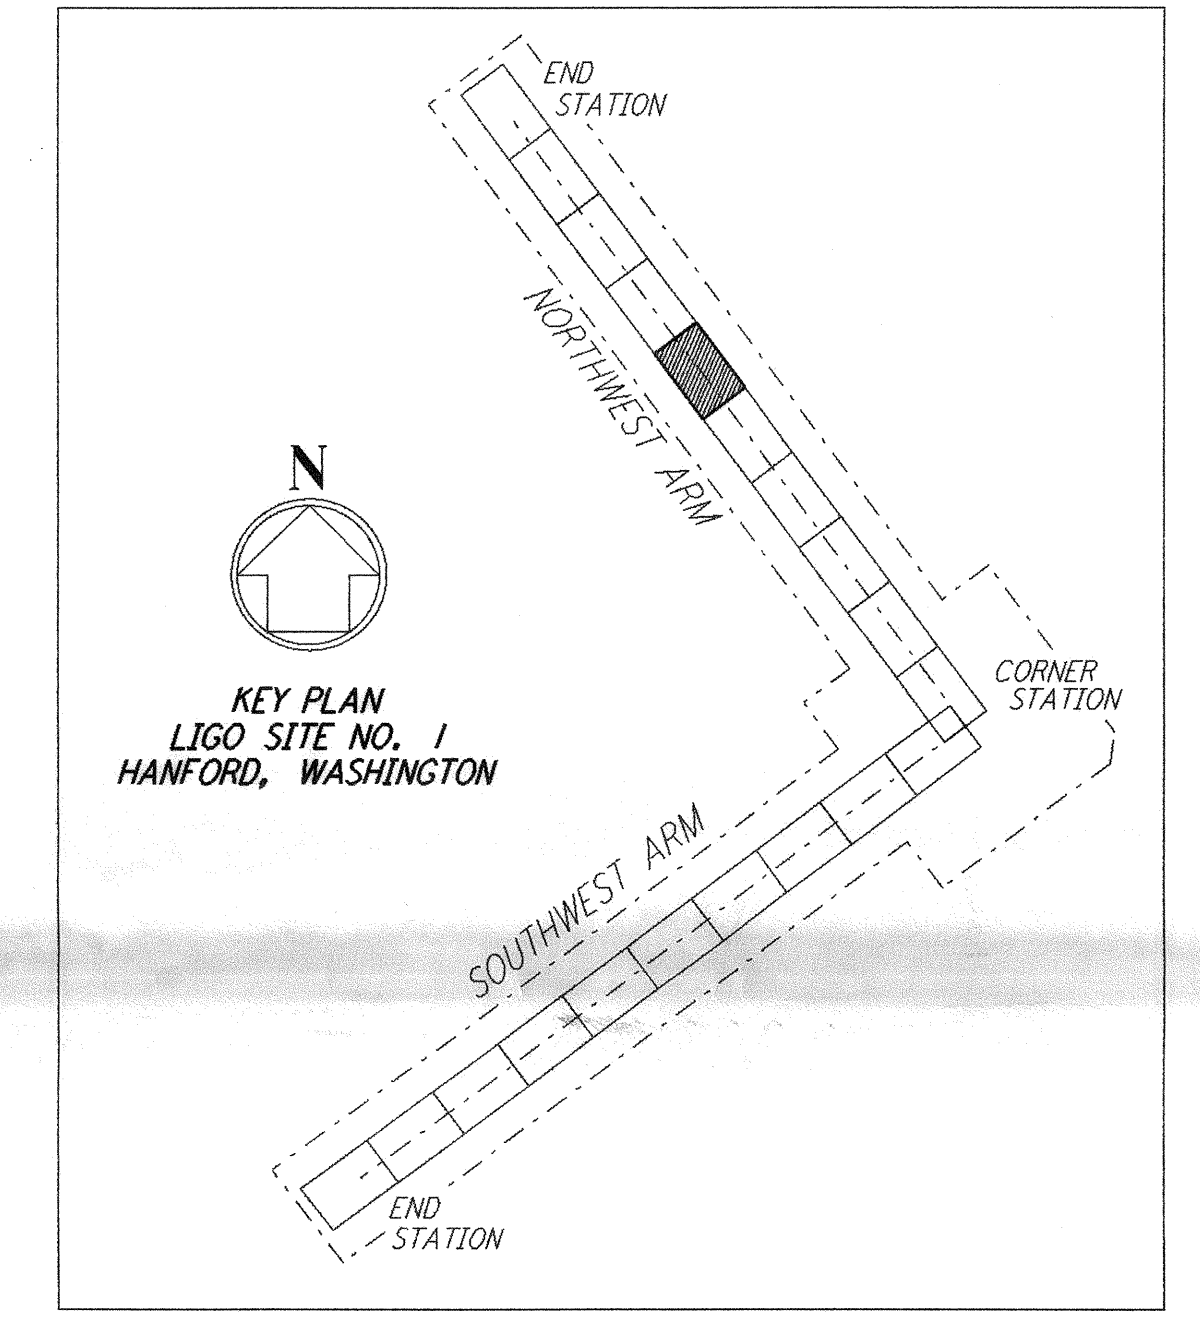 END
STATION
NORTHWEST ARM
N
CORNER
STATION
KEY PLAN
LIGO SITE NO. 1
HANFORD, WASHINGTON
SOUTHWEST ARM
END
STATION